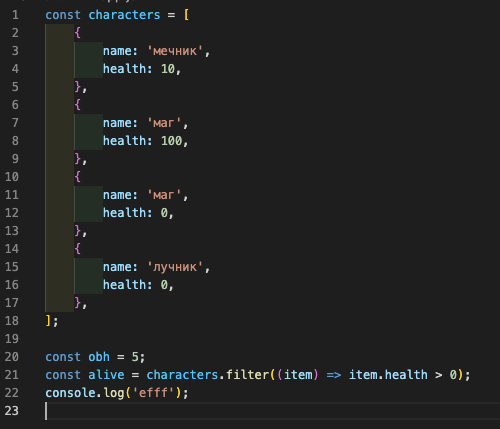 1 const characters = [
2 {
3 name: 'мечник',
4 health: 10,
5 },
6 {
7 name: 'маг',
8 health: 100,
9 },
10 {
11 name: 'маг',
12 health: 0,
13 },
14 {
15 name: 'лучник',
16 health: 0,
17 },
18 ];
19
20 const obh = 5;
21 const alive = characters.filter((item) => item.health > 0);
22 console.log('efff');
23